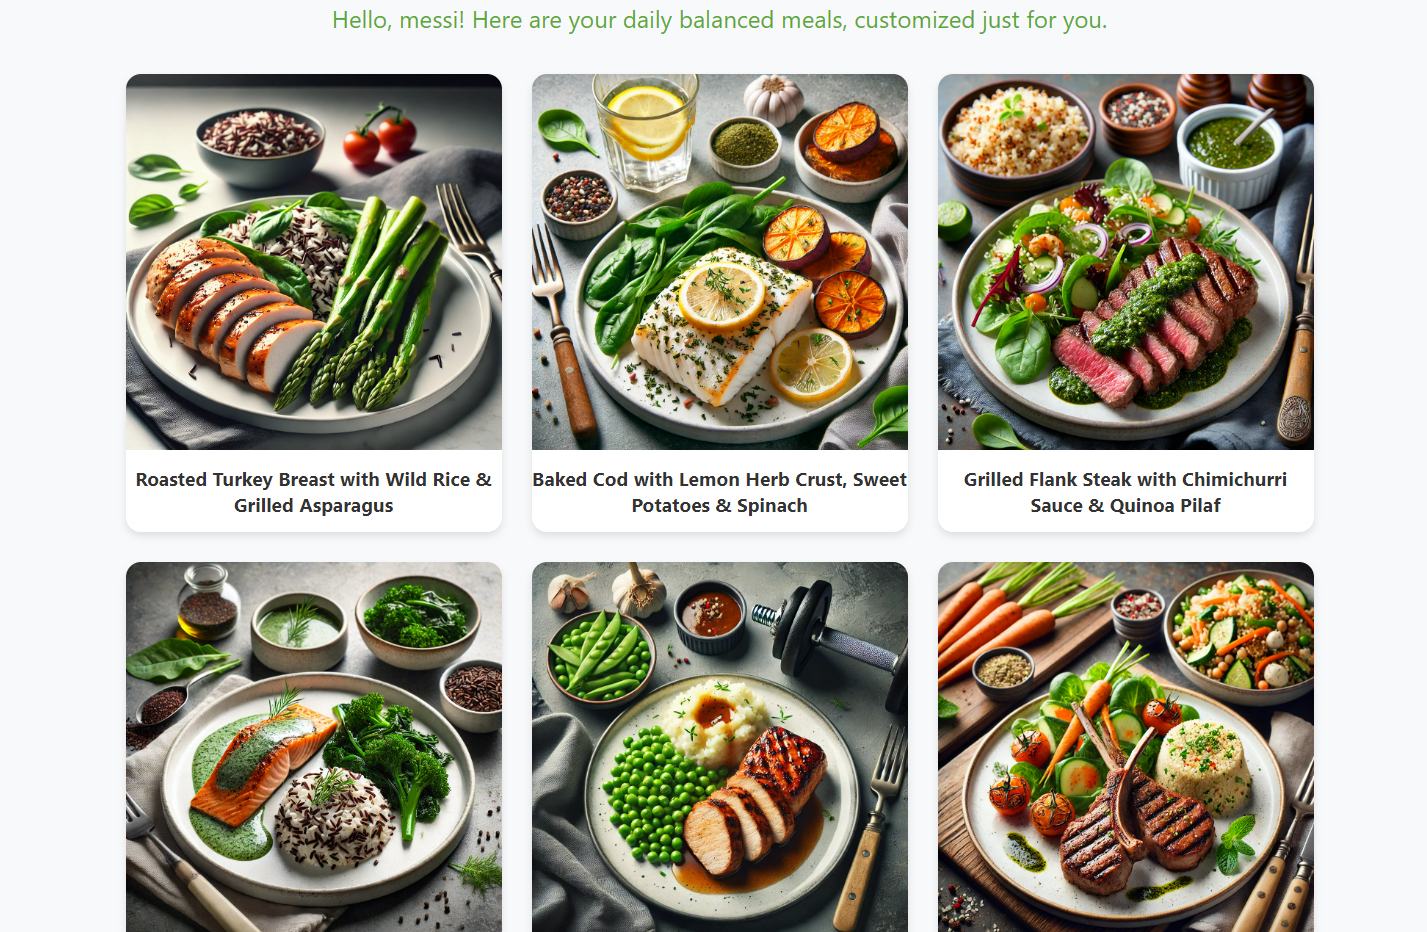 Hello, messi! Here are your daily balanced meals, customized just for you.
Roasted Turkey Breast with Wild Rice &
Grilled Asparagus
Baked Cod with Lemon Herb Crust, Sweet
Potatoes & Spinach
Grilled Flank Steak with Chimichurri
Sauce & Quinoa Pilaf